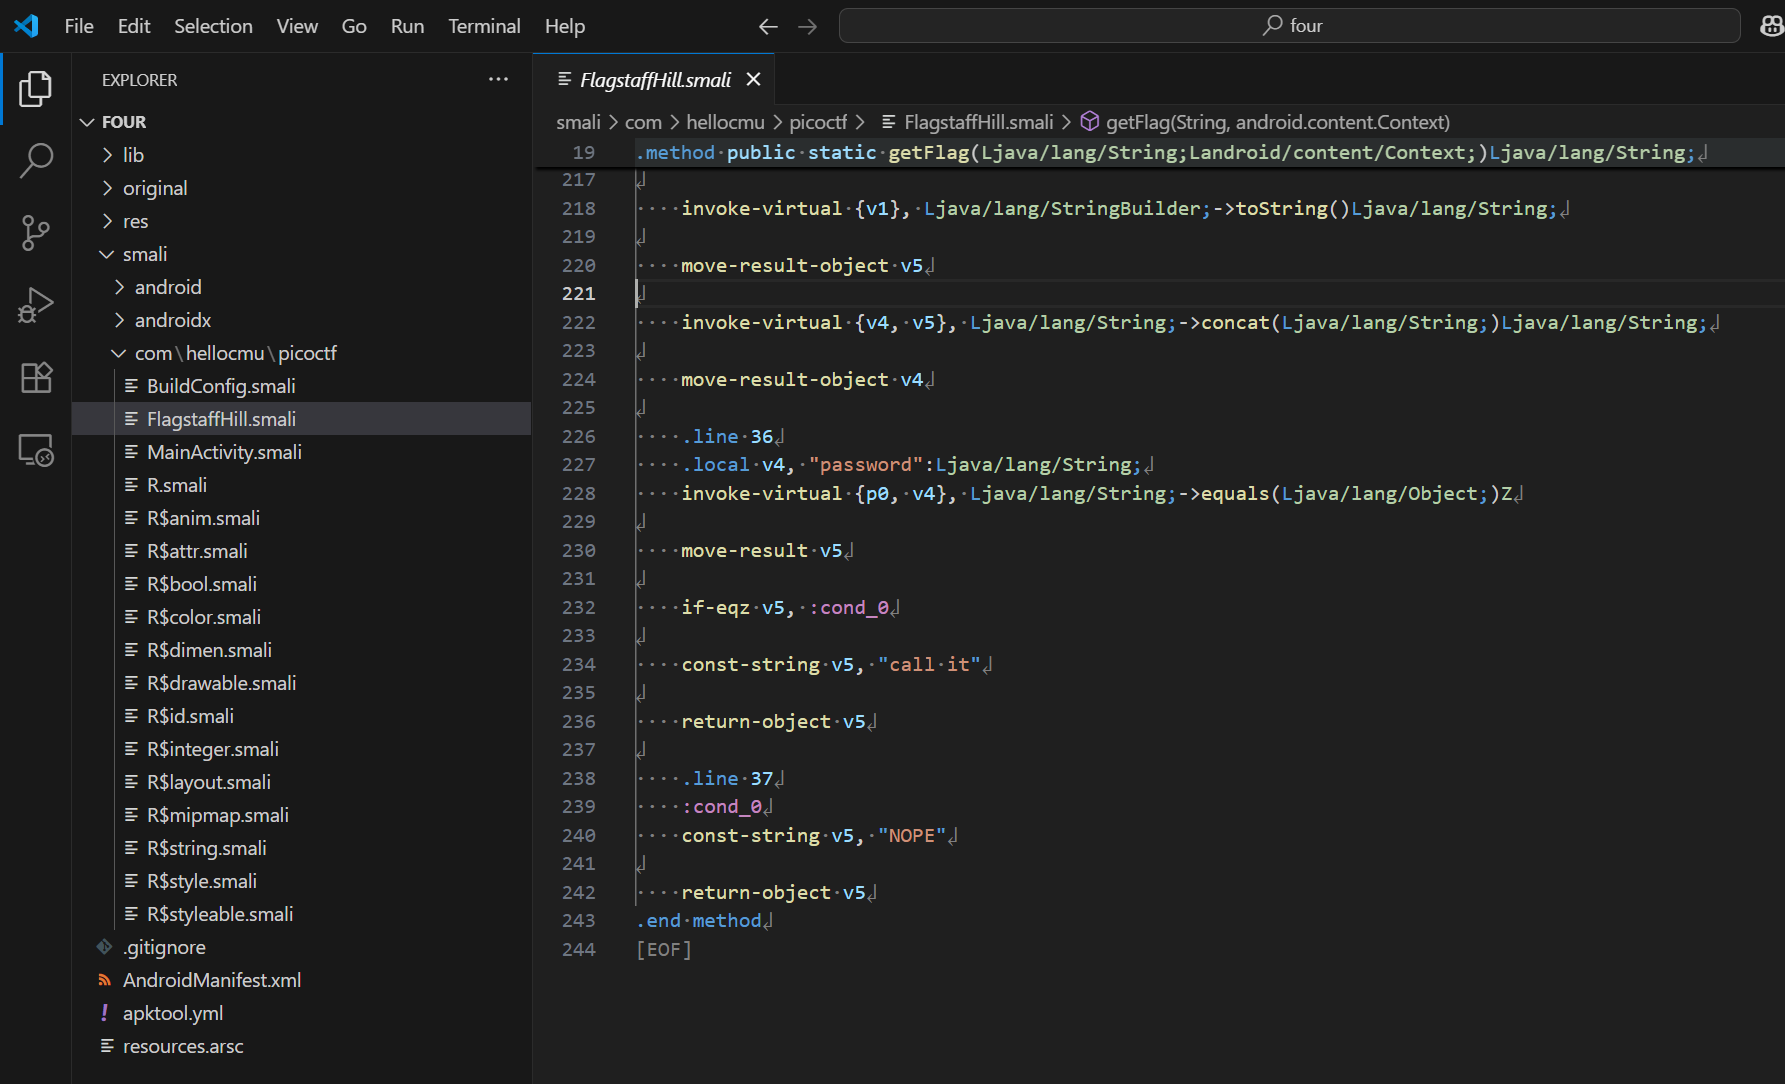 File Edit Selection View Go Run Terminal Help
four
EXPLORER
FOUR
lib
original
res
smali
android
androidx
com\hellocmu\picoctf
BuildConfig.smali
FlagstaffHill.smali
MainActivity.smali
R.smali
R$anim.smali
R$attr.smali
R$bool.smali
R$color.smali
R$dimen.smali
R$drawable.smali
R$id.smali
R$integer.smali
R$layout.smali
R$mipmap.smali
R$string.smali
R$style.smali
R$styleable.smali
.gitignore
AndroidManifest.xml
apktool.yml
resources.arsc
FlagstaffHill.smali
smali > com > hellocmu > picoctf > FlagstaffHill.smali > getFlag(String, android.content.Context)
19 .method public static getFlag(Ljava/lang/String;Landroid/content/Context;)Ljava/lang/String;
217
218     invoke-virtual {v1}, Ljava/lang/StringBuilder;->toString()Ljava/lang/String;
219
220     move-result-object v5
221
222     invoke-virtual {v4, v5}, Ljava/lang/String;->concat(Ljava/lang/String;)Ljava/lang/String;
223
224     move-result-object v4
225
226     .line 36
227     .local v4, "password":Ljava/lang/String;
228     invoke-virtual {p0, v4}, Ljava/lang/String;->equals(Ljava/lang/Object;)Z
229
230     move-result v5
231
232     if-eqz v5, :cond_0
233
234     const-string v5, "call it"
235
236     return-object v5
237
238     .line 37
239     :cond_0
240     const-string v5, "NOPE"
241
242     return-object v5
243 .end method
244 [EOF]